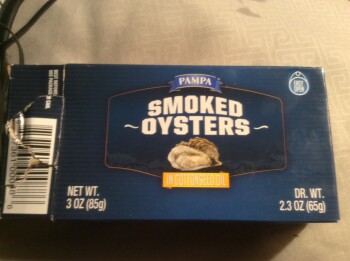 PAMPA
SMOKED
OYSTERS
IN COTTONSEED OIL
NET WT.
3 OZ (85g)
DR. WT.
2.3 OZ (65g)